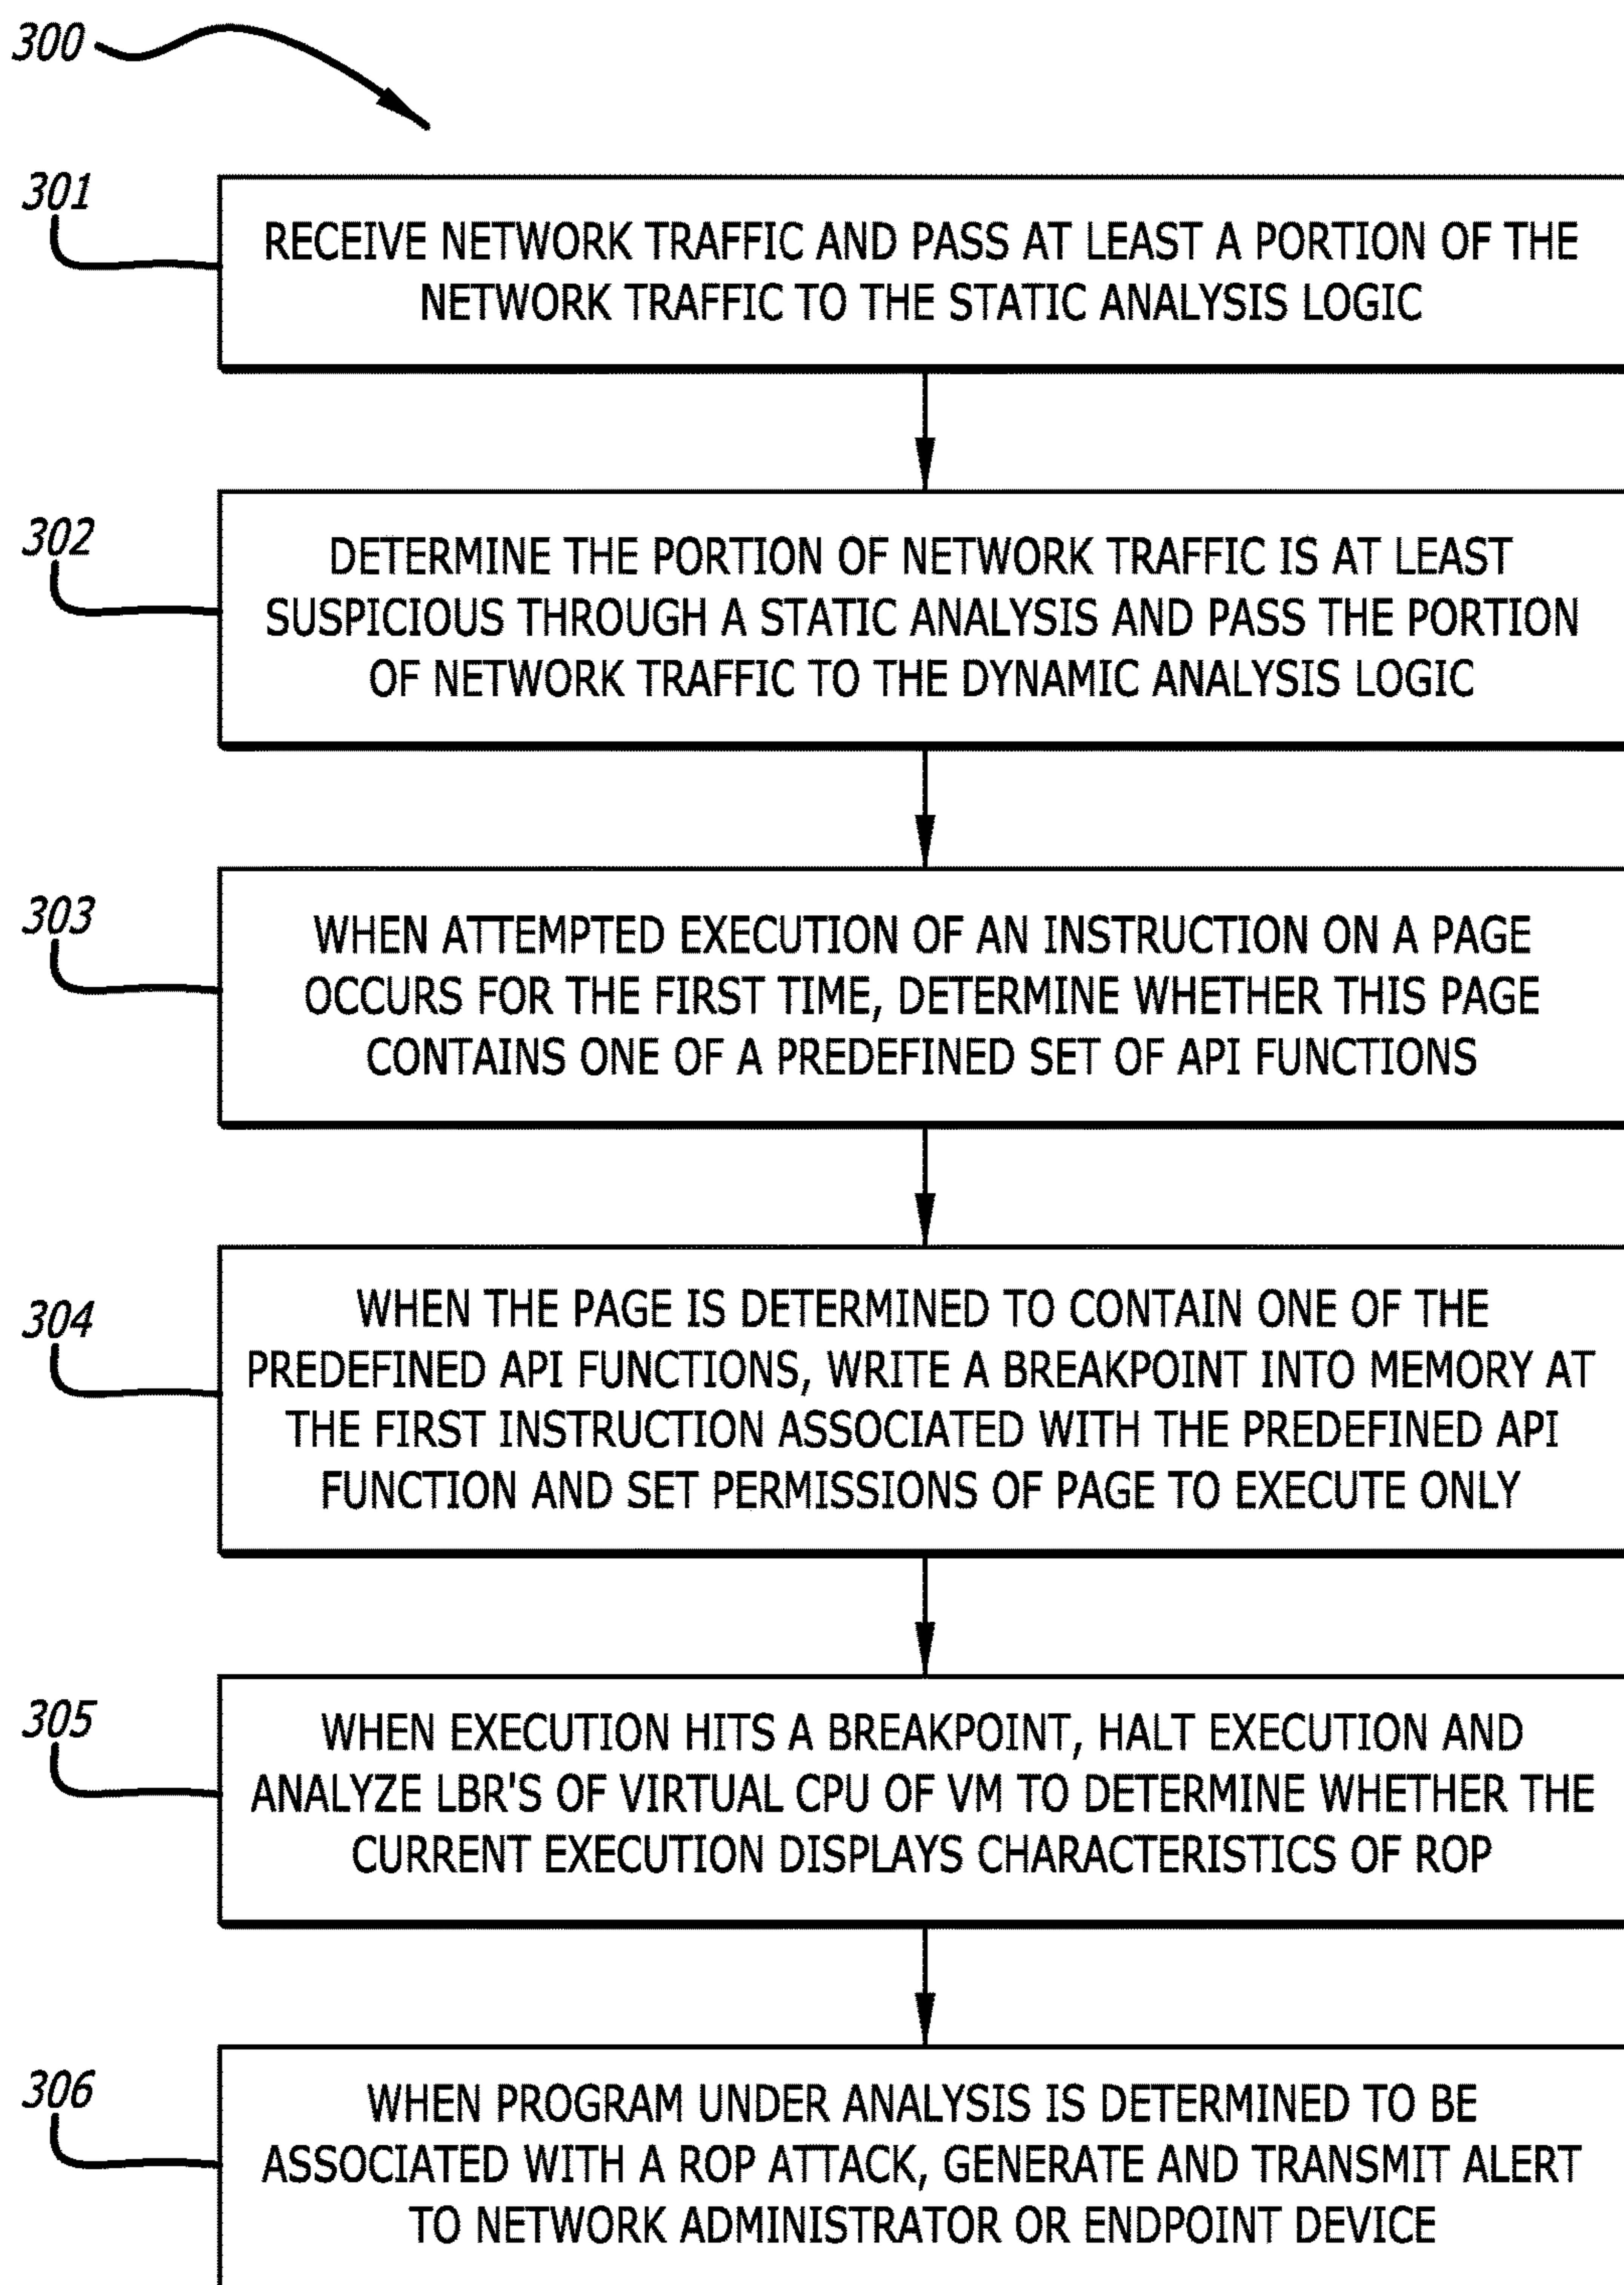 300
301
RECEIVE NETWORK TRAFFIC AND PASS AT LEAST A PORTION OF THE
NETWORK TRAFFIC TO THE STATIC ANALYSIS LOGIC
302
DETERMINE THE PORTION OF NETWORK TRAFFIC IS AT LEAST
SUSPICIOUS THROUGH A STATIC ANALYSIS AND PASS THE PORTION
OF NETWORK TRAFFIC TO THE DYNAMIC ANALYSIS LOGIC
303
WHEN ATTEMPTED EXECUTION OF AN INSTRUCTION ON A PAGE
OCCURS FOR THE FIRST TIME, DETERMINE WHETHER THIS PAGE
CONTAINS ONE OF A PREDEFINED SET OF API FUNCTIONS
304
WHEN THE PAGE IS DETERMINED TO CONTAIN ONE OF THE
PREDEFINED API FUNCTIONS, WRITE A BREAKPOINT INTO MEMORY AT
THE FIRST INSTRUCTION ASSOCIATED WITH THE PREDEFINED API
FUNCTION AND SET PERMISSIONS OF PAGE TO EXECUTE ONLY
305
WHEN EXECUTION HITS A BREAKPOINT, HALT EXECUTION AND
ANALYZE LBR'S OF VIRTUAL CPU OF VM TO DETERMINE WHETHER THE
CURRENT EXECUTION DISPLAYS CHARACTERISTICS OF ROP
306
WHEN PROGRAM UNDER ANALYSIS IS DETERMINED TO BE
ASSOCIATED WITH A ROP ATTACK, GENERATE AND TRANSMIT ALERT
TO NETWORK ADMINISTRATOR OR ENDPOINT DEVICE